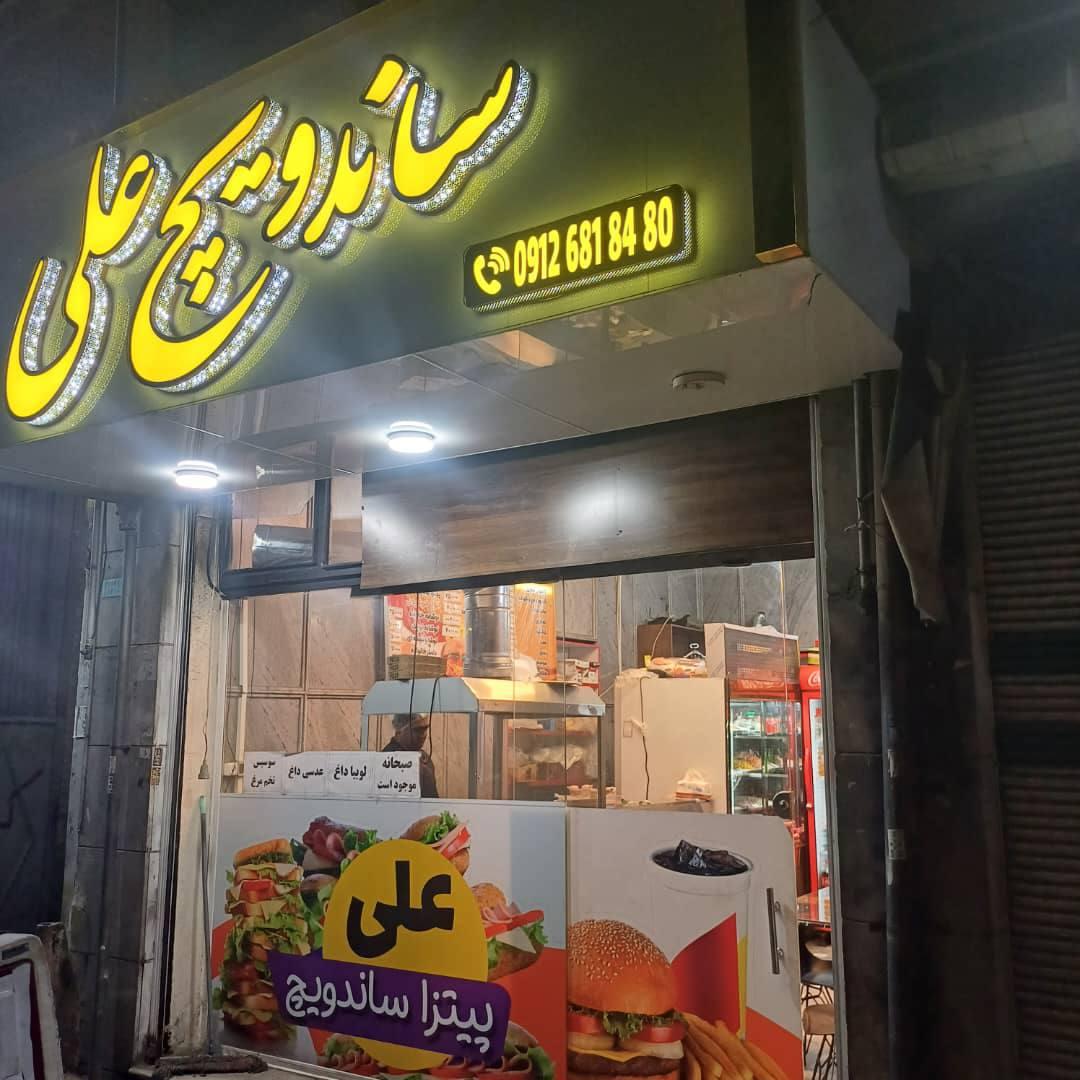 ساندویچ علی
0912 681 84 80
صبحانه
موجود است
لوبیا داغ
عدسی داغ
سوسیس
تخم مرغ
علی
پیتزا ساندویچ